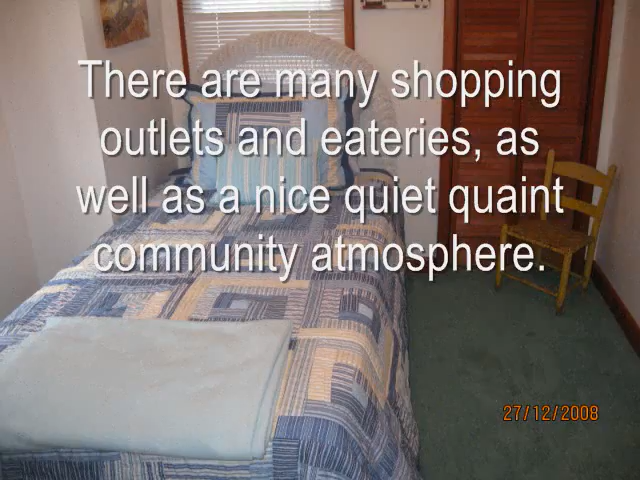 There are many shopping
outlets and eateries, as
well as a nice quiet quaint
community atmosphere.
27/12/2008